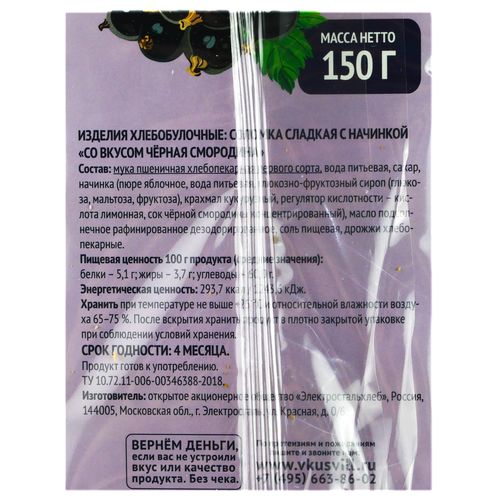 МАССА НЕТТО
150 Г
ИЗДЕЛИЯ ХЛЕБОБУЛОЧНЫЕ: СОЛОМКА СЛАДКАЯ С НАЧИНКОЙ
«СО ВКУСОМ ЧЁРНАЯ СМОРОДИНА»
Состав: мука пшеничная хлебопекарная первого сорта, вода питьевая, сахар,
начинка (пюре яблочное, вода питьевая, глюкозно-фруктозный сироп (глюко-
за, мальтоза, фруктоза), крахмал кукурузный, регулятор кислотности – ки-
слота лимонная, сок чёрной смородины концентрированный), масло подсол-
нечное рафинированное дезодорированное, соль пищевая, дрожжи хлебо-
пекарные.
Пищевая ценность 100 г продукта (средние значения):
белки – 5,1 г; жиры – 3,7 г; углеводы –
Энергетическая ценность: 293,7 ккал / кДж.
Хранить при температуре не выше и относительной влажности возду-
ха 65–75 %. После вскрытия хранить продукт в плотно закрытой упаковке
при соблюдении условий хранения.
СРОК ГОДНОСТИ: 4 МЕСЯЦА.
Продукт готов к употреблению.
ТУ 10.72.11-006-00346388-2018.
Изготовитель: открытое акционерное общество «Электростальхлеб», Россия,
144005, Московская обл., г. Электросталь, ул. Красная, д. 0/6
ВЕРНЁМ ДЕНЬГИ,
если вас не устроил
вкус или качество
продукта. Без чека.
По претензиям и пожеланиям
пишите и звоните нам:
www.vkusvill.ru
+7 (495) 663-86-02